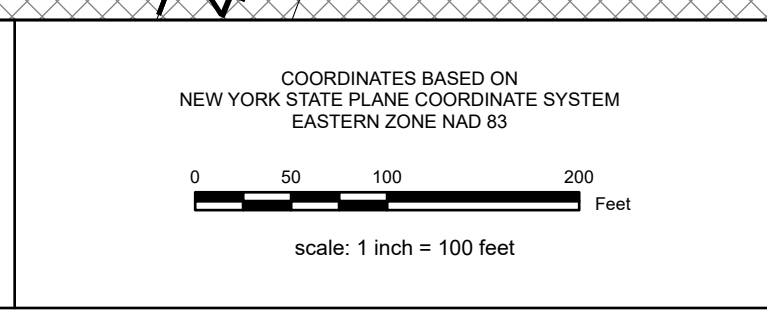 COORDINATES BASED ON
NEW YORK STATE PLANE COORDINATE SYSTEM
EASTERN ZONE NAD 83
0 50 100 200
Feet
scale: 1 inch = 100 feet